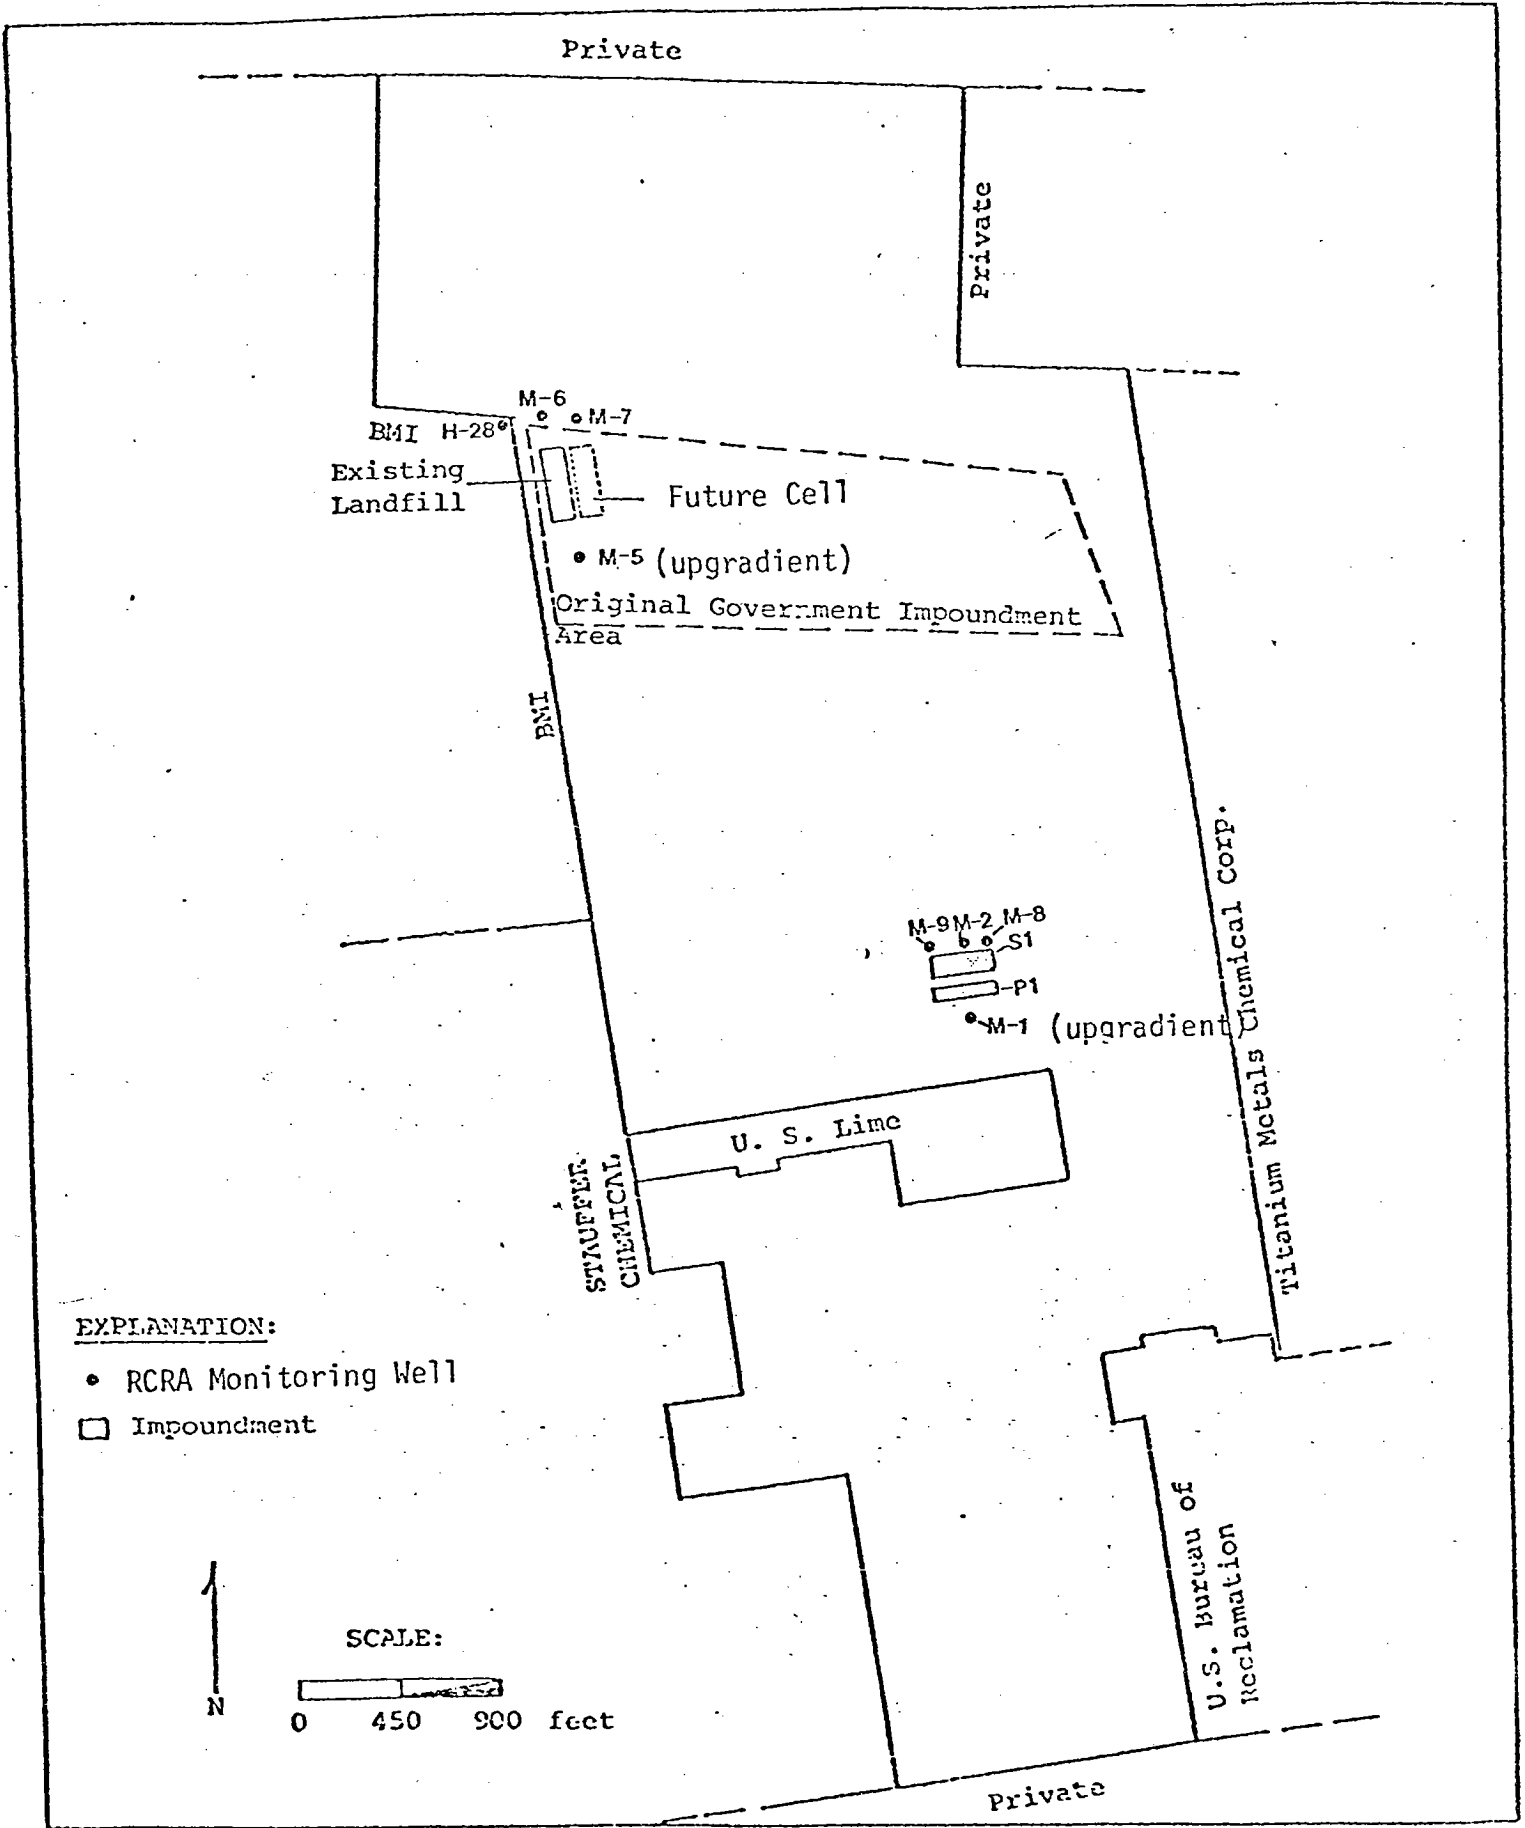 Private
Private
M-6
M-7
BMI H-28
Existing
Landfill
Future Cell
M-5 (upgradient)
Original Government Impoundment
Area
BMI
M-9 M-2 M-8
S1
P1
M-1 (upgradient)
Titanium Metals Chemical Corp.
U. S. Lime
STAUFFER
CHEMICAL
EXPLANATION:
RCRA Monitoring Well
Impoundment
U.S. Bureau of
Reclamation
SCALE:
N
0 450 900 feet
Private